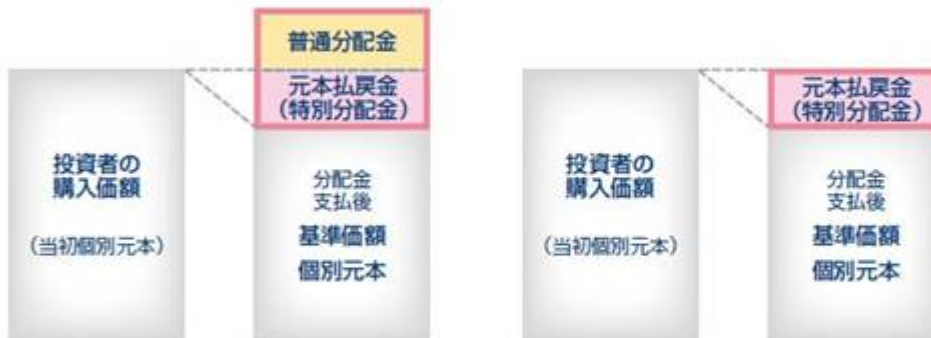 普通分配金
元本払戻金
（特別分配金）
投資者の
購入価額
（当初個別元本）
分配金
支払後
基準価額
個別元本
元本払戻金
（特別分配金）
投資者の
購入価額
（当初個別元本）
分配金
支払後
基準価額
個別元本